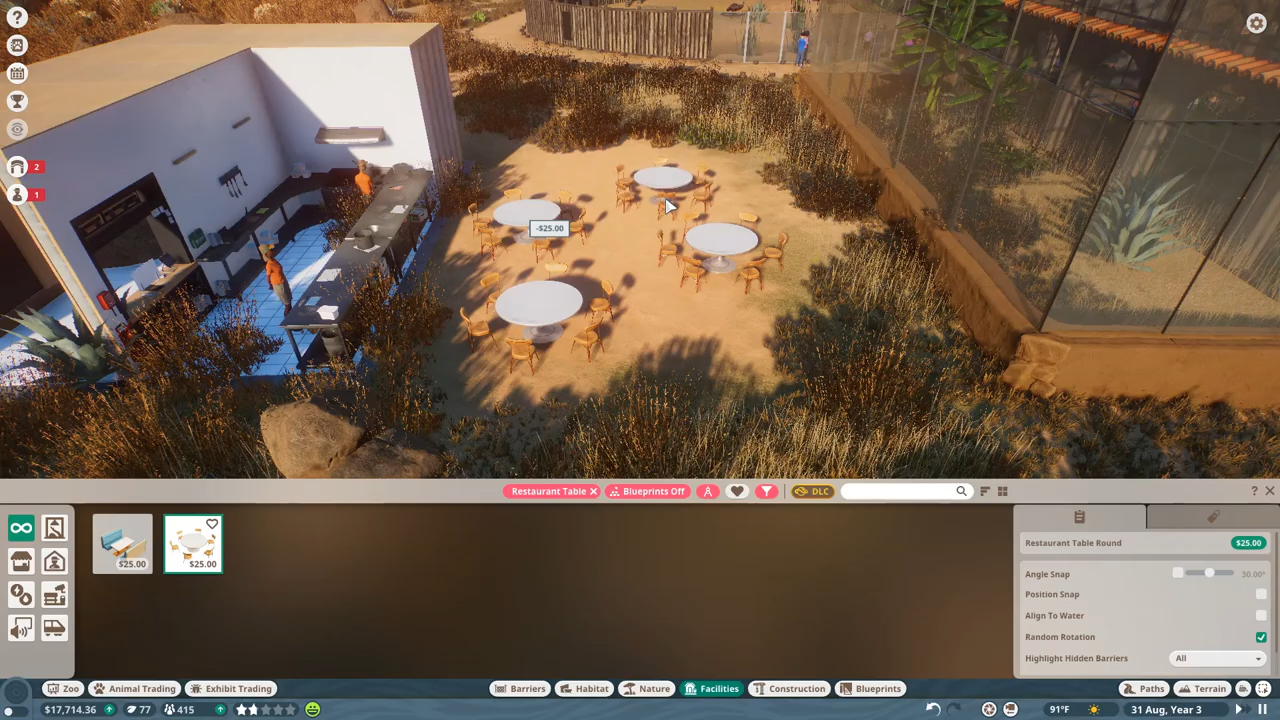 2
1
-$25.00
Restaurant Table ×
Blueprints Off
DLC
? ×
$25.00
$25.00
Restaurant Table Round $25.00
Angle Snap 30.00°
Position Snap
Align To Water
Random Rotation
Highlight Hidden Barriers All
Zoo
Animal Trading
Exhibit Trading
Barriers
Habitat
Nature
Facilities
Construction
Blueprints
Paths
Terrain
$17,714.36
77
415
91°F
31 Aug, Year 3